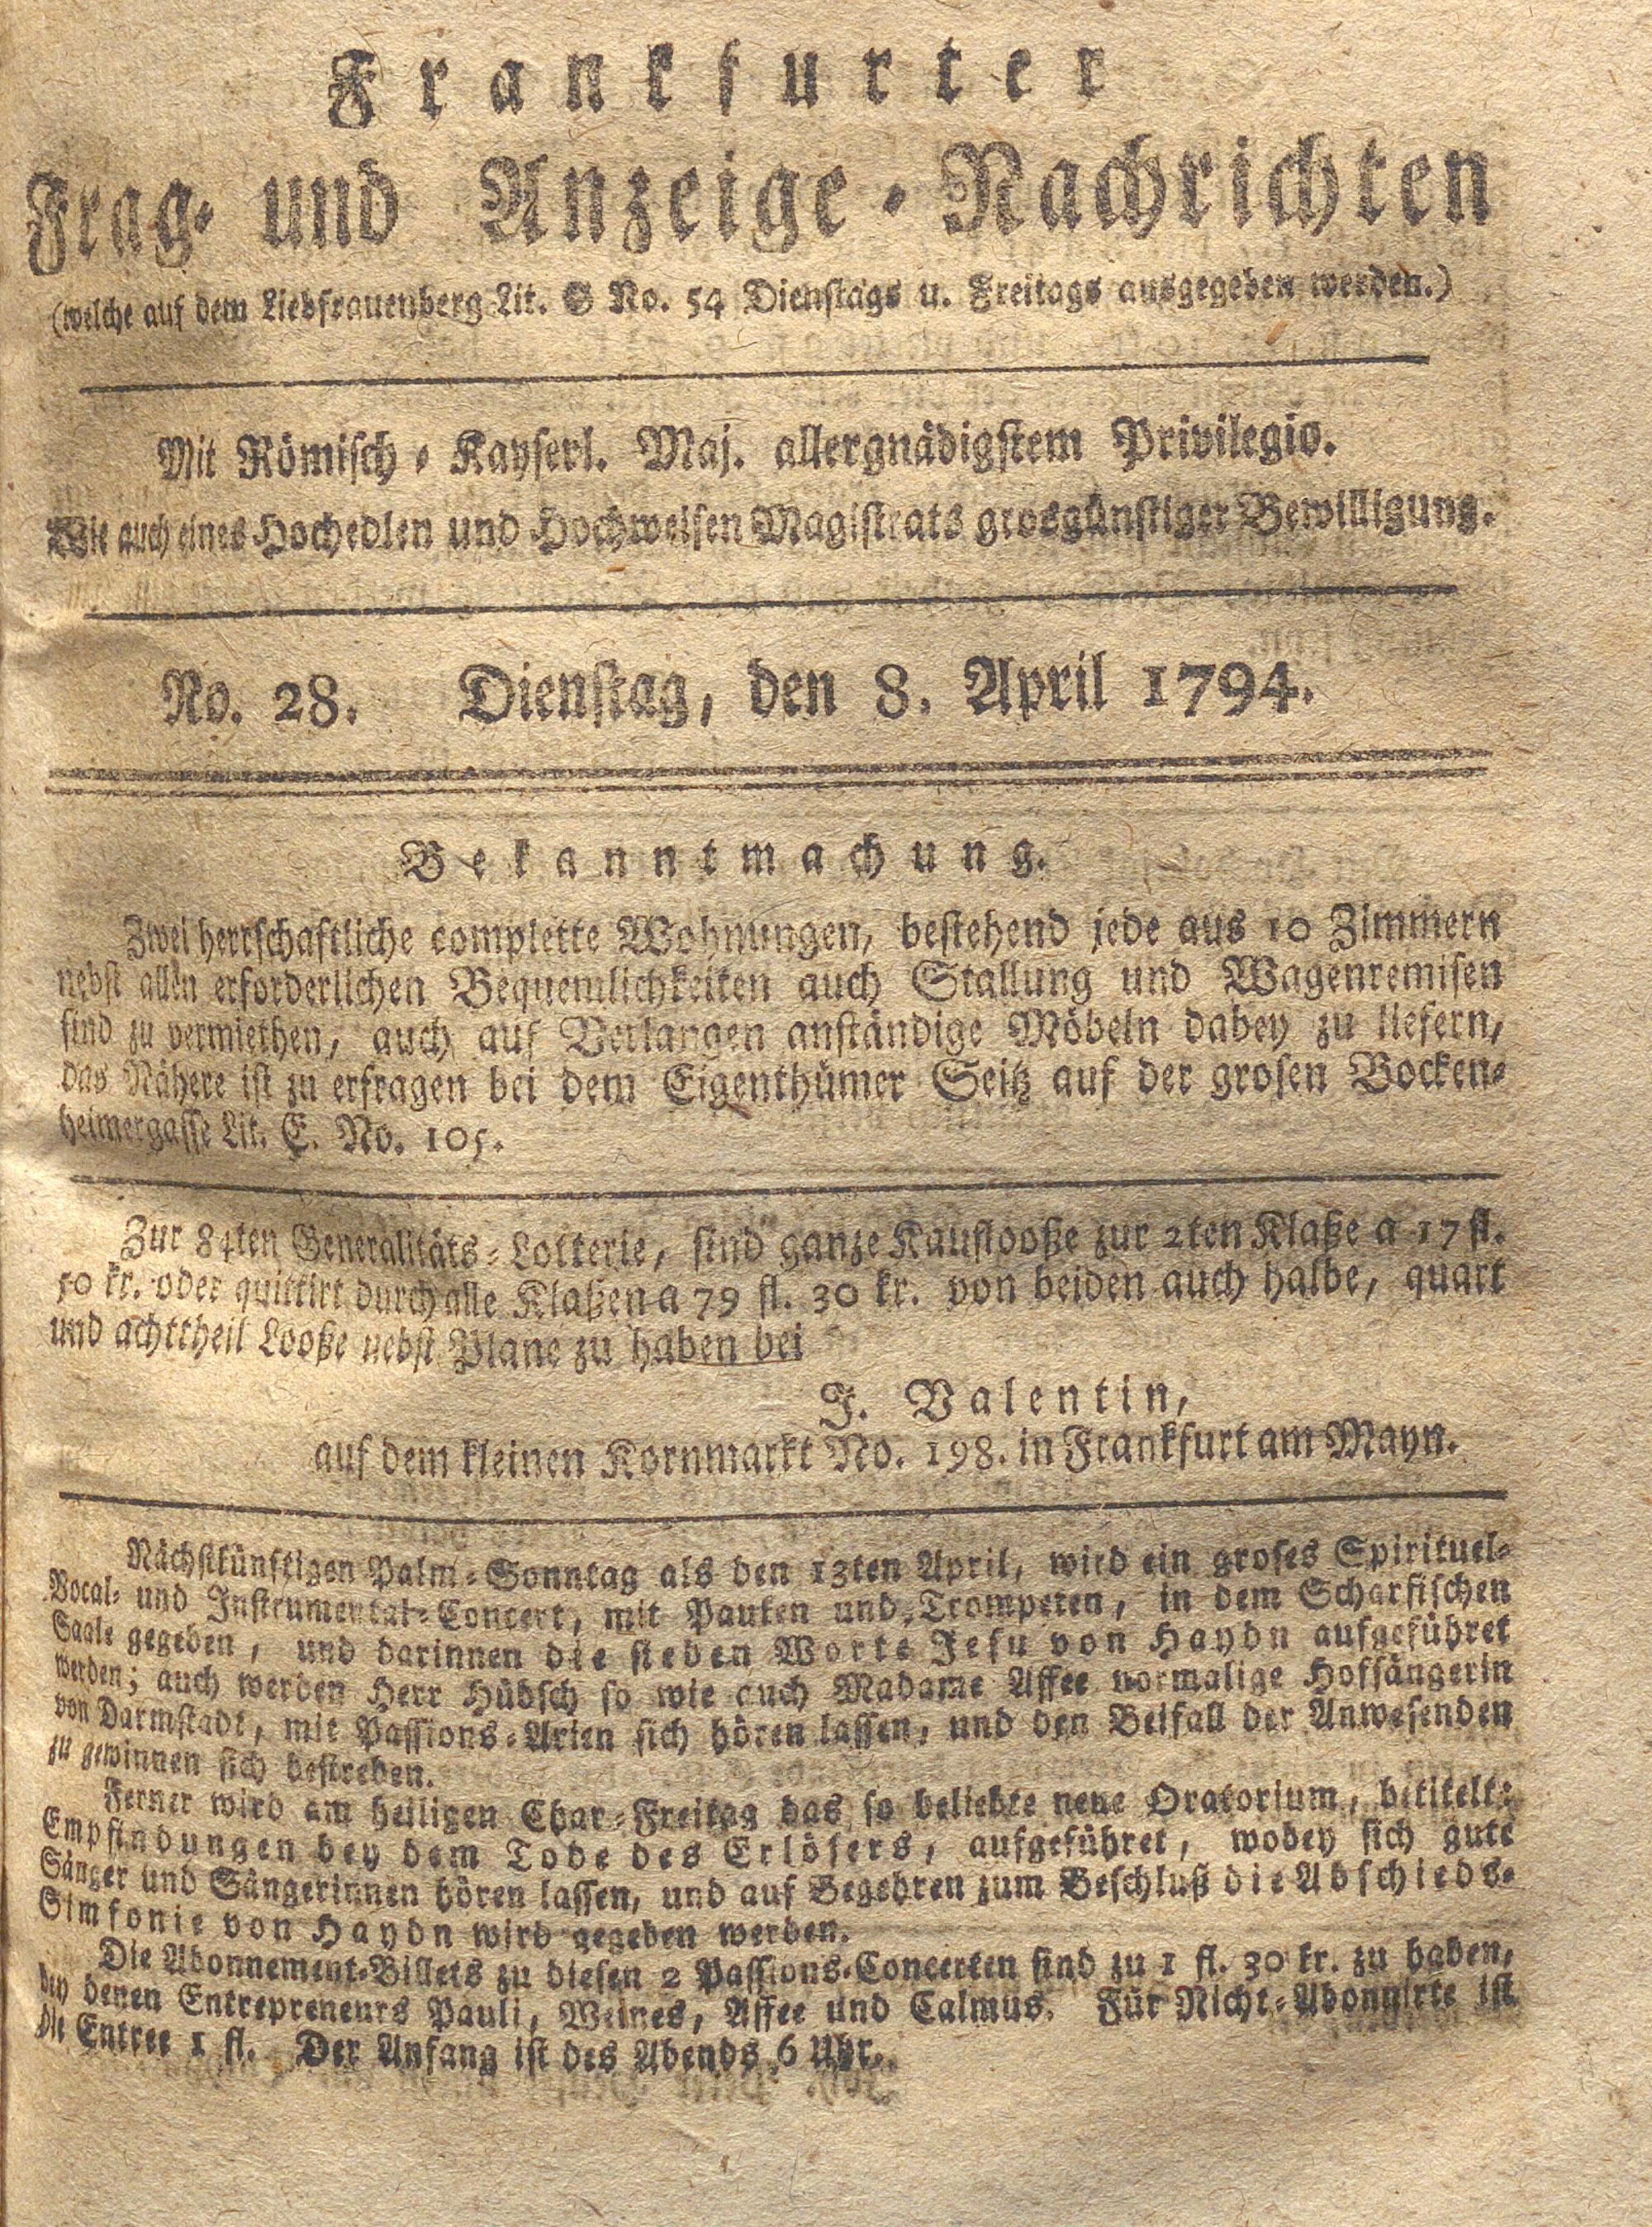 Frankfurter
Frag- und Anzeige-Nachrichten
(welche auf dem Liebfrauenberg Lit. G No. 54 Dienstags u. Freitags ausgegeben werden.)
Mit Römisch-Kayserl. Maj. allergnädigstem Privilegio.
Wie auch eines Hochedlen und Hochweisen Magistrats grosgünstiger Bewilligung.
No. 28. Dienstag, den 8. April 1794.
Bekanntmachung.
Zwei herrschaftliche complette Wohnungen, bestehend jede aus 10 Zimmern
nebst allen erforderlichen Bequemlichkeiten auch Stallung und Wagenremisen
sind zu vermiethen, auch auf Verlangen anständige Möbeln dabey zu liefern,
das Nähere ist zu erfragen bei dem Eigenthümer Seitz auf der grosen Bocken-
heimergasse Lit. E. No. 105.
Zur 84ten Generalitäts-Lotterie, sind ganze Kauflooße zur 2ten Klaße a 17 fl.
50 kr. oder quittirt durch alle Klaßen a 79 fl. 30 kr. von beiden auch halbe, quart
und achttheil Looße nebst Plane zu haben bei
J. Valentin,
auf dem kleinen Kornmarkt No. 198. in Frankfurt am Mayn.
Nächstkünftigen Palm-Sonntag als den 13ten April, wird ein groses Spirituel-
Vocal- und Instrumental-Concert, mit Pauken und Trompeten, in dem Scharfischen
Saale gegeben, und darinnen die sieben Worte Jesu von Haydn aufgeführet
werden; auch werden Herr Hübsch so wie auch Madame Affee vormalige Hofsängerin
von Darmstadt, mit Passions-Arien sich hören lassen, und den Beifall der Anwesenden
zu gewinnen sich bestreben.
Ferner wird am heiligen Char-Freitag das so beliebte neue Oratorium, betitelt:
Empfindungen bey dem Tode des Erlösers, aufgeführet, wobey sich gute
Sänger und Sängerinnen hören lassen, und auf Begehren zum Beschluß die Abschieds-
Simfonie von Haydn wird gegeben werden.
Die Abonnement-Billets zu diesen 2 Passions-Concerten sind zu 1 fl. 30 kr. zu haben,
bey denen Entrepreneurs Pauli, Weines, Affee und Calmus. Für Nicht-Abonnirte ist
die Entree 1 fl. Der Anfang ist des Abends 6 Uhr.